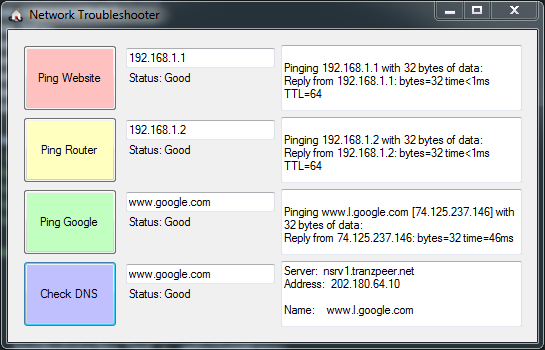 Network Troubleshooter
Ping Website
192.168.1.1
Status: Good
Pinging 192.168.1.1 with 32 bytes of data:
Reply from 192.168.1.1: bytes=32 time<1ms
TTL=64
Ping Router
192.168.1.2
Status: Good
Pinging 192.168.1.2 with 32 bytes of data:
Reply from 192.168.1.2: bytes=32 time<1ms
TTL=64
Ping Google
www.google.com
Status: Good
Pinging www.l.google.com [74.125.237.146] with
32 bytes of data:
Reply from 74.125.237.146: bytes=32 time=46ms
Check DNS
www.google.com
Status: Good
Server:  nsrv1.tranzpeer.net
Address:  202.180.64.10
Name:    www.l.google.com